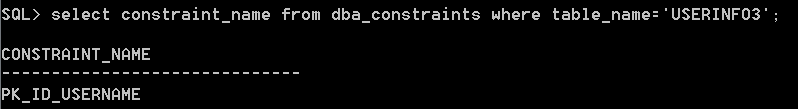 SQL> select constraint_name from dba_constraints where table_name='USERINFO3';
CONSTRAINT_NAME
------------------------------
PK_ID_USERNAME